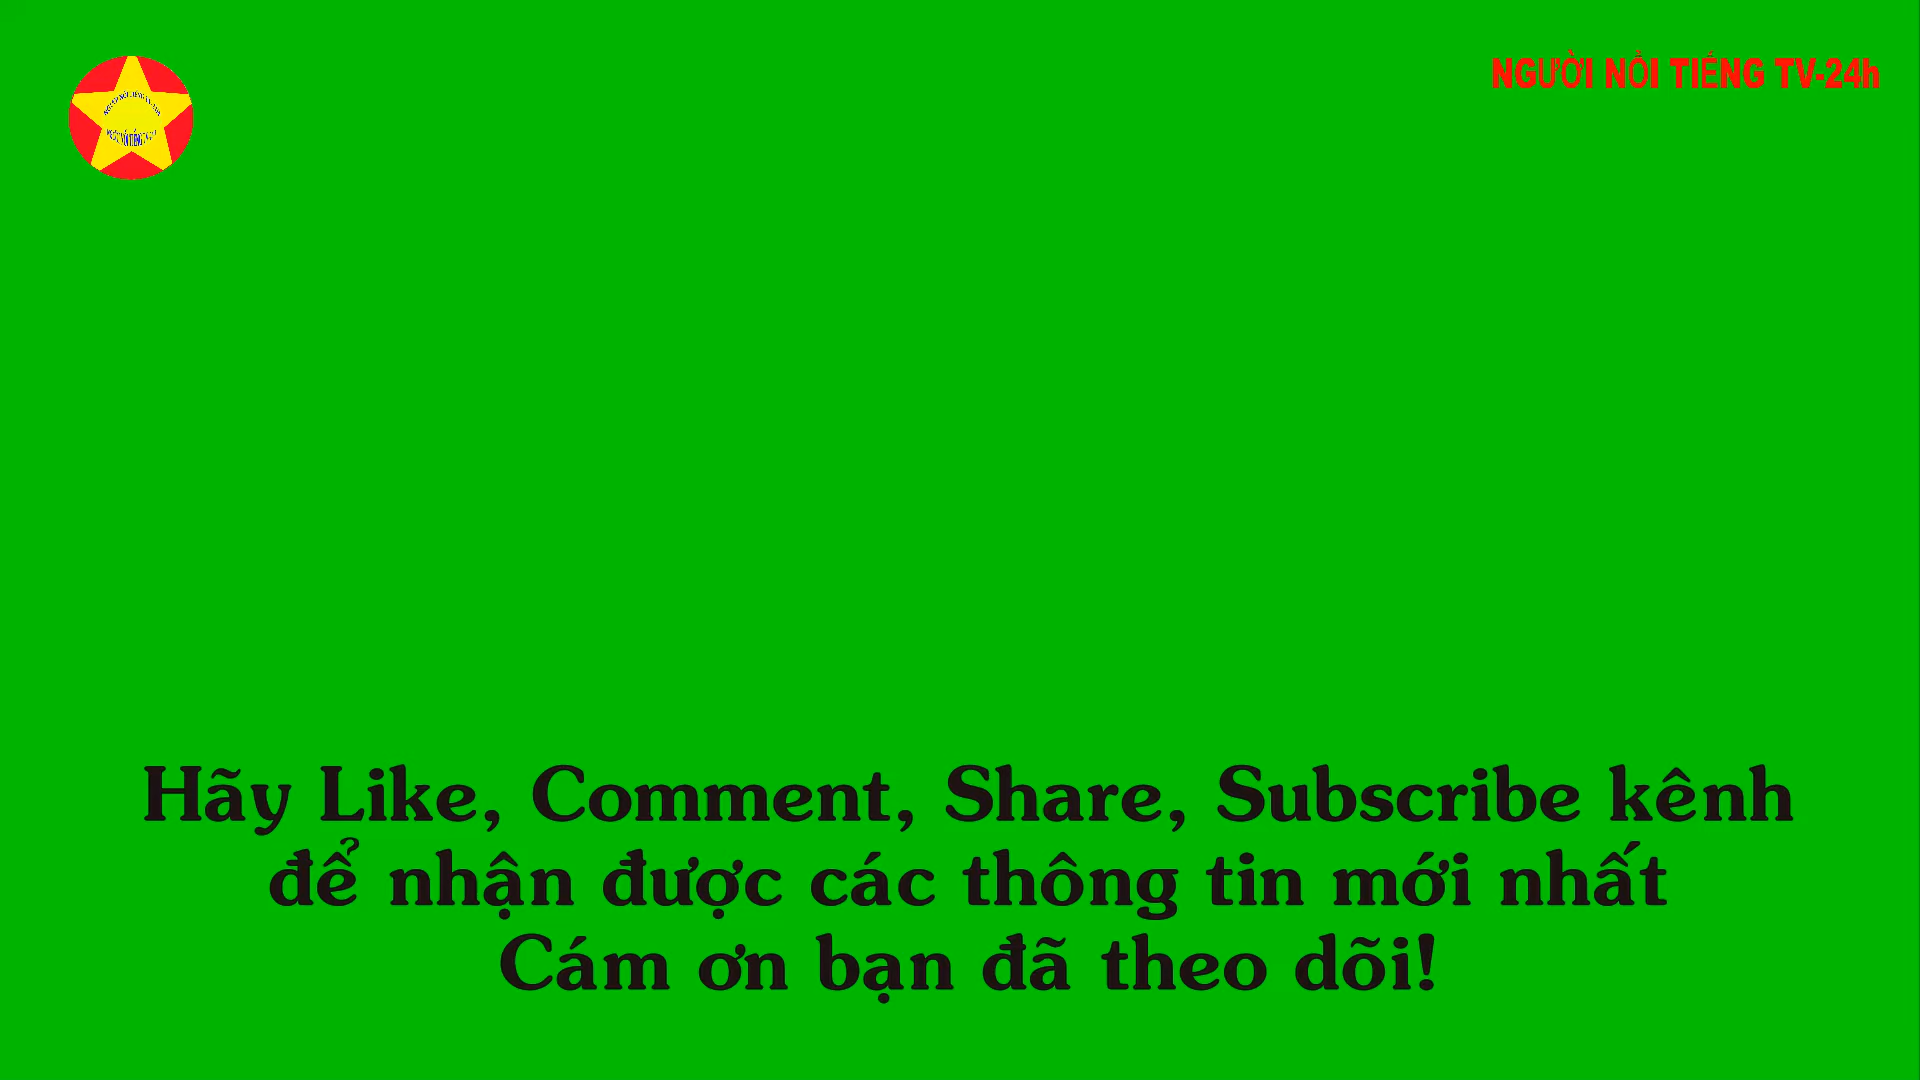 NGƯỜI NỔI TIẾNG TV-24h
Hãy Like, Comment, Share, Subscribe kênh
để nhận được các thông tin mới nhất
Cám ơn bạn đã theo dõi!